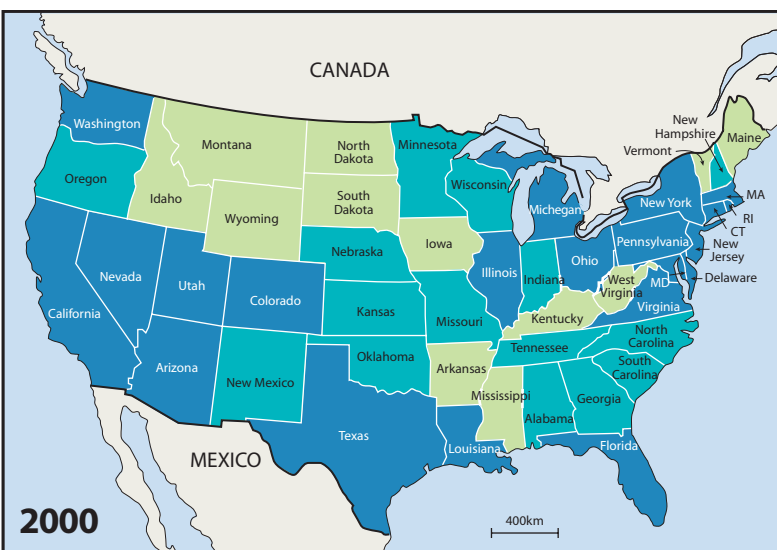 CANADA
Washington
Montana
North
Dakota
Minnesota
New
Hampshire
Vermont
Maine
Oregon
Idaho
Wyoming
South
Dakota
Wisconsin
Michegan
New York
MA
RI
CT
Nebraska
Iowa
Illinois
Indiana
Ohio
Pennsylvania
New
Jersey
Nevada
Utah
Colorado
Kansas
Missouri
Kentucky
West
Virginia
MD
Delaware
Virginia
California
Arizona
New Mexico
Oklahoma
Arkansas
Tennessee
North
Carolina
South
Carolina
Texas
Louisiana
Mississippi
Alabama
Georgia
Florida
MEXICO
2000
400km